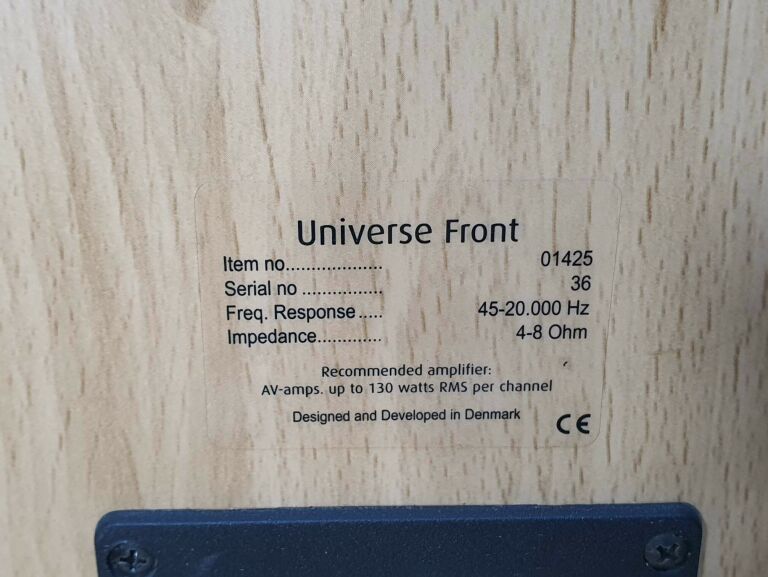 Universe Front
Item no................... 01425
Serial no ................ 36
Freq. Response ..... 45-20.000 Hz
Impedance............. 4-8 Ohm
Recommended amplifier:
AV-amps. up to 130 watts RMS per channel
Designed and Developed in Denmark CE